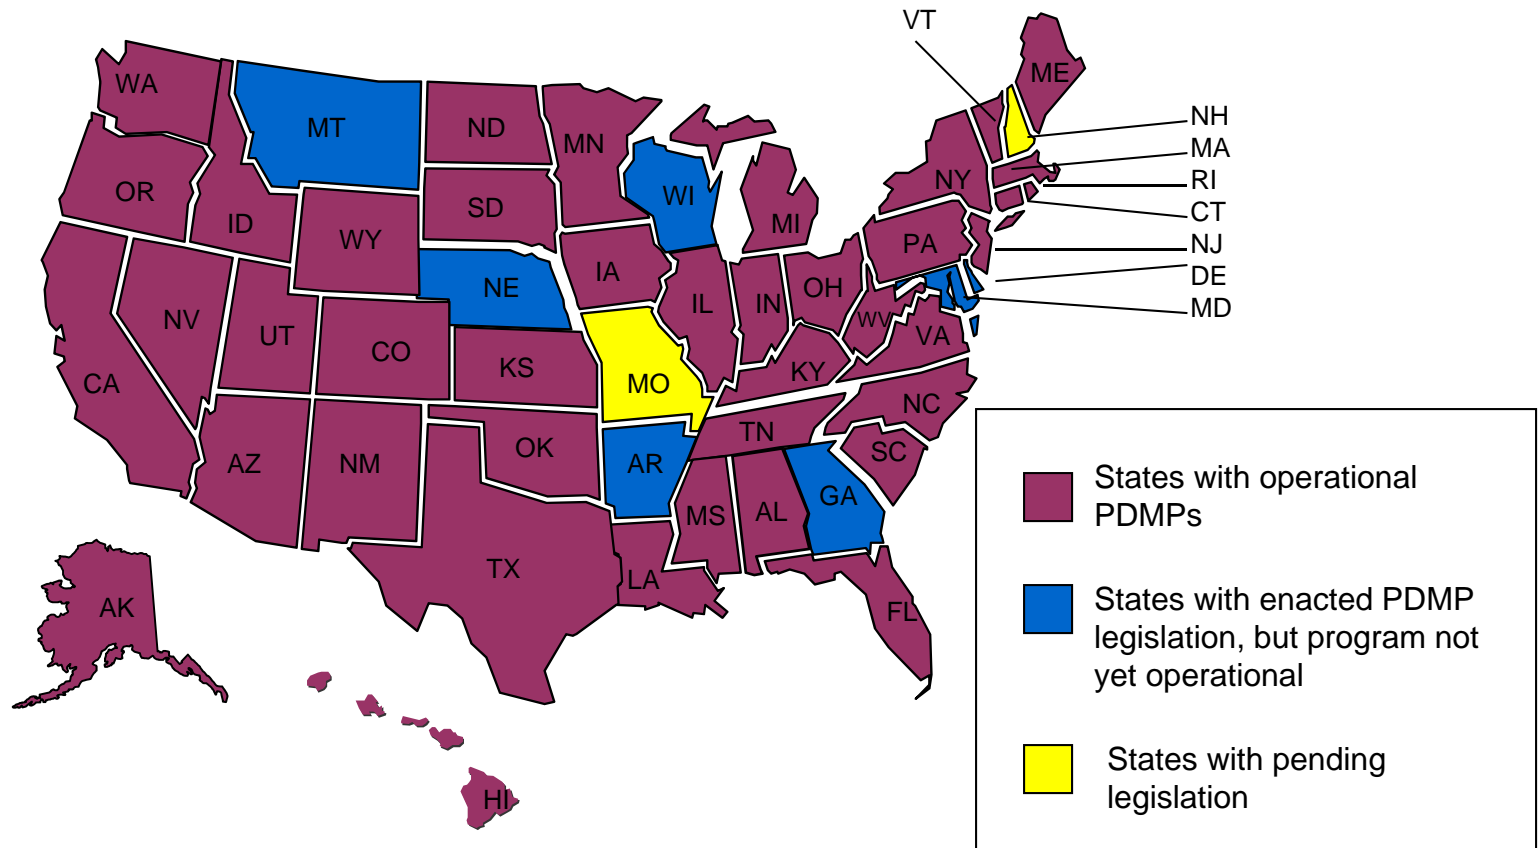 VT
WA
ME
MT
ND
MN
NH
MA
OR
ID
SD
WI
NY
RI
CT
WY
MI
PA
NJ
IA
NE
OH
DE
IL
IN
MD
NV
UT
CO
WV
VA
KS
KY
CA
MO
NC
TN
AZ
NM
OK
AR
SC
GA
MS
AL
TX
LA
AK
FL
HI
States with operational
PDMPs
States with enacted PDMP
legislation, but program not
yet operational
States with pending
legislation